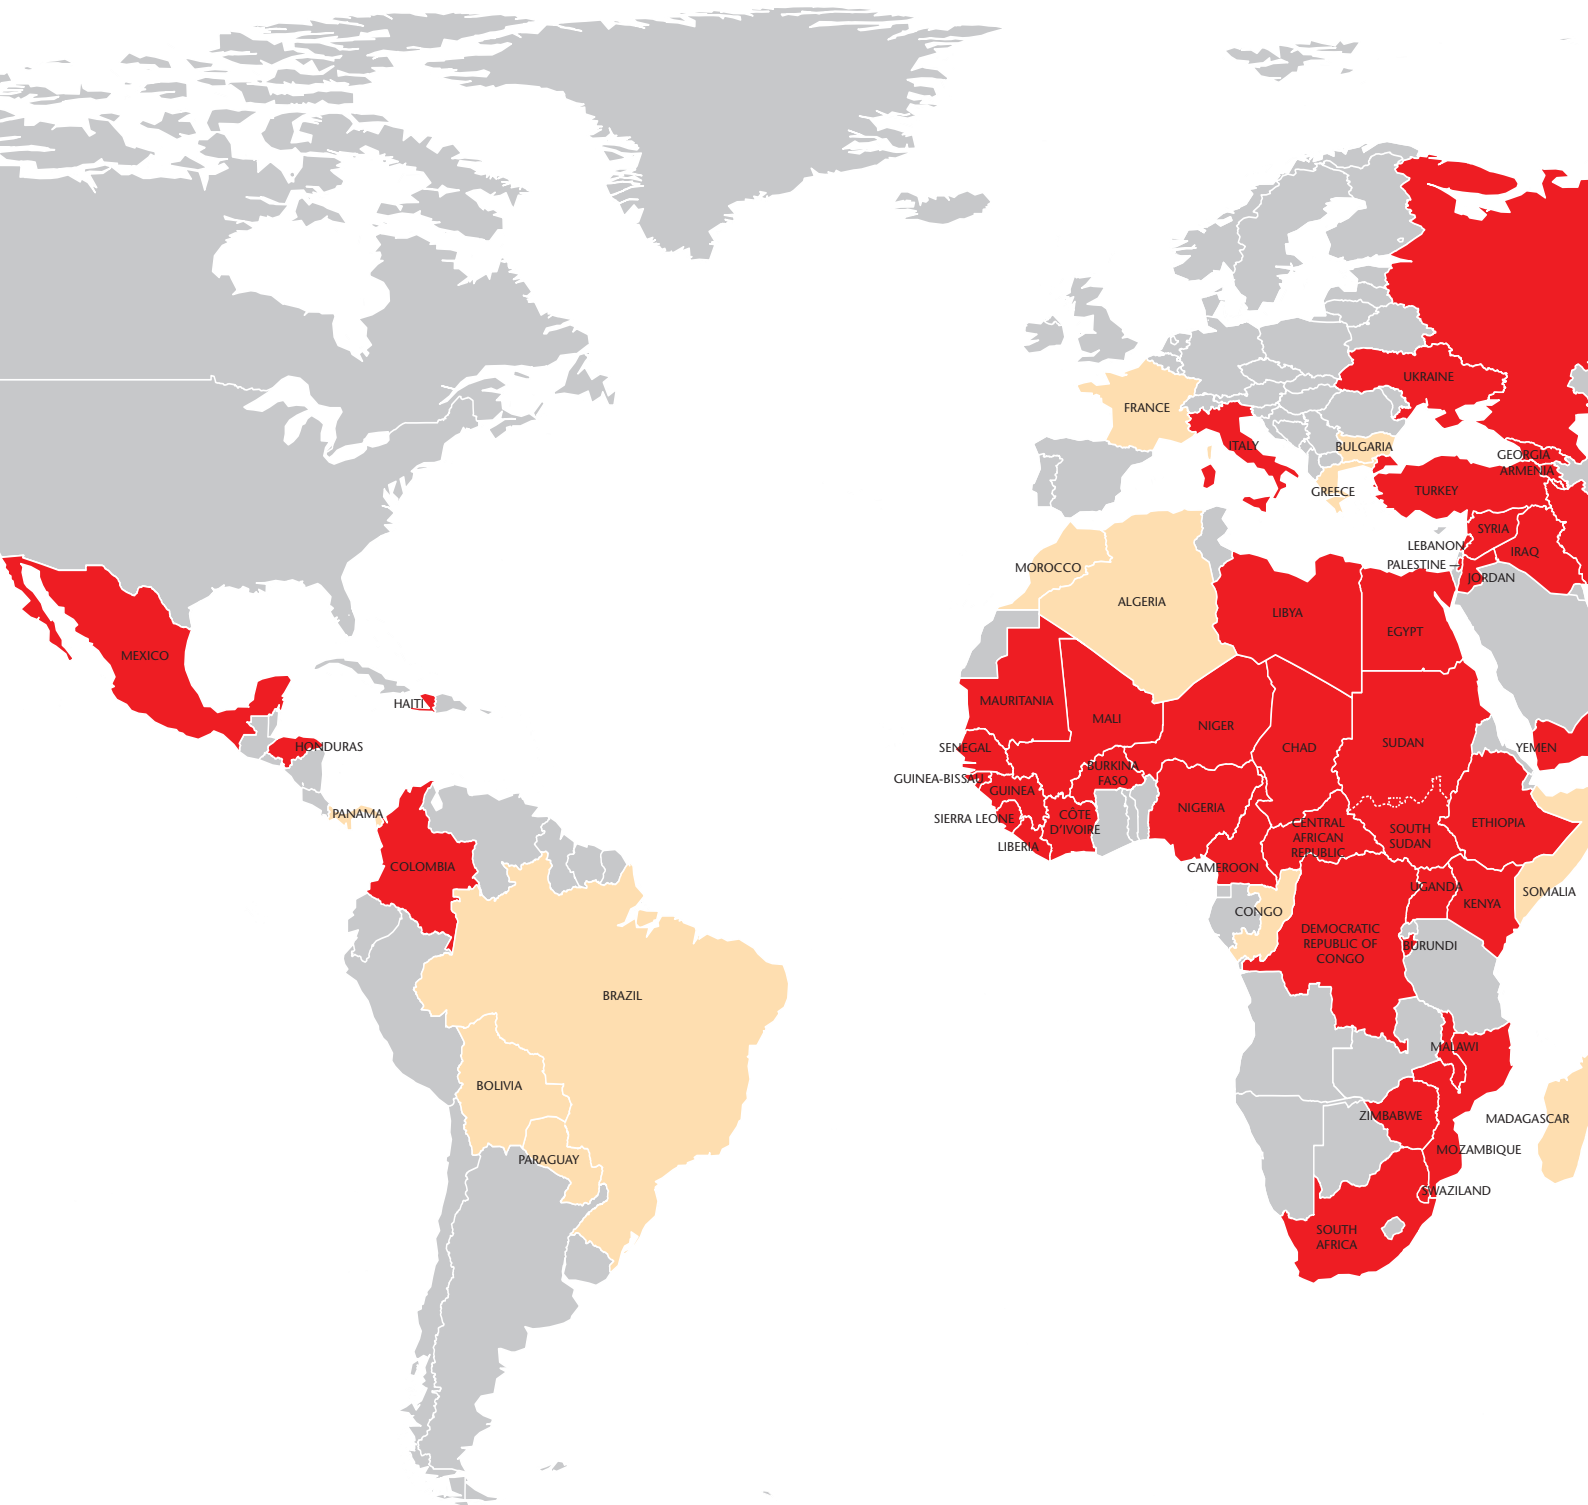 UKRAINE
FRANCE
ITALY
BULGARIA
GEORGIA
ARMENIA
GREECE
TURKEY
SYRIA
LEBANON
IRAQ
PALESTINE
JORDAN
MOROCCO
ALGERIA
LIBYA
EGYPT
MEXICO
HAITI
HONDURAS
PANAMA
COLOMBIA
BRAZIL
BOLIVIA
PARAGUAY
MAURITANIA
MALI
NIGER
CHAD
SUDAN
YEMEN
SENEGAL
GUINEA-BISSAU
BURKINA
FASO
GUINEA
NIGERIA
SIERRA LEONE
CÔTE
D'IVOIRE
LIBERIA
CENTRAL
AFRICAN
REPUBLIC
SOUTH
SUDAN
ETHIOPIA
CAMEROON
UGANDA
KENYA
SOMALIA
CONGO
DEMOCRATIC
REPUBLIC OF
CONGO
BURUNDI
MALAWI
ZIMBABWE
MADAGASCAR
MOZAMBIQUE
SWAZILAND
SOUTH
AFRICA